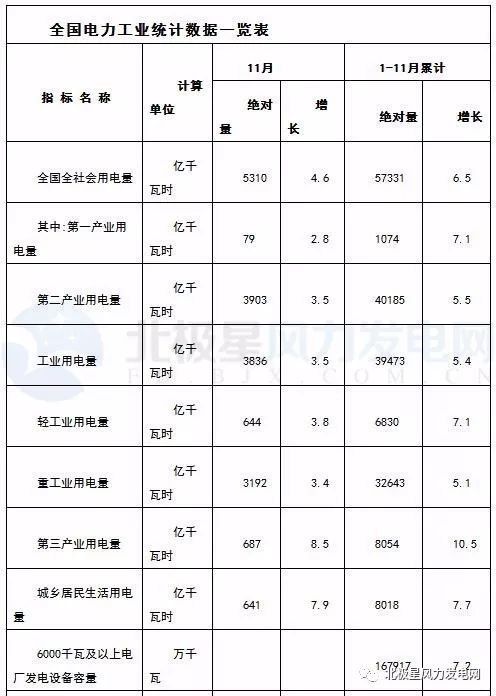 全国电力工业统计数据一览表
指 标 名 称 计算单位 11月 1-11月累计
绝对量 增长 绝对量 增长
全国全社会用电量 亿千瓦时 5310 4.6 57331 6.5
其中:第一产业用电量 亿千瓦时 79 2.8 1074 7.1
第二产业用电量 亿千瓦时 3903 3.5 40185 5.5
工业用电量 亿千瓦时 3836 3.5 39473 5.4
轻工业用电量 亿千瓦时 644 3.8 6830 7.1
重工业用电量 亿千瓦时 3192 3.4 32643 5.1
第三产业用电量 亿千瓦时 687 8.5 8054 10.5
城乡居民生活用电量 亿千瓦时 641 7.9 8018 7.7
6000千瓦及以上电厂发电设备容量 万千瓦 167917 7.2
北极星风力发电网
FD.BJX.COM.CN
北极星风力发电网